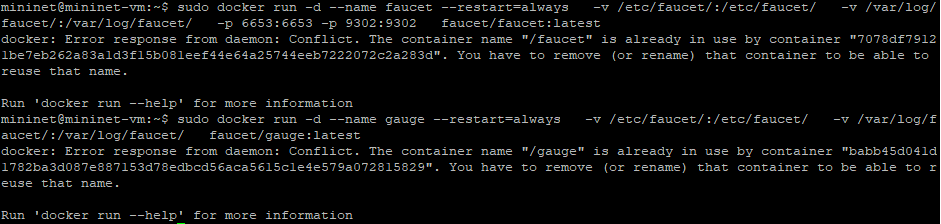 mininet@mininet-vm:~$ sudo docker run -d --name faucet --restart=always   -v /etc/faucet/:/etc/faucet/   -v /var/log/
faucet/:/var/log/faucet/   -p 6653:6653 -p 9302:9302   faucet/faucet:latest
docker: Error response from daemon: Conflict. The container name "/faucet" is already in use by container "7078df7912
1be7eb262a83a1d3f15b081eef44e64a25744eeb7222072c2a283d". You have to remove (or rename) that container to be able to
reuse that name.

Run 'docker run --help' for more information
mininet@mininet-vm:~$ sudo docker run -d --name gauge --restart=always   -v /etc/faucet/:/etc/faucet/   -v /var/log/f
aucet/:/var/log/faucet/   faucet/gauge:latest
docker: Error response from daemon: Conflict. The container name "/gauge" is already in use by container "babb45d041d
1782ba3d087e887153d78edbcd56aca5615c1e4e579a072815829". You have to remove (or rename) that container to be able to r
euse that name.

Run 'docker run --help' for more information